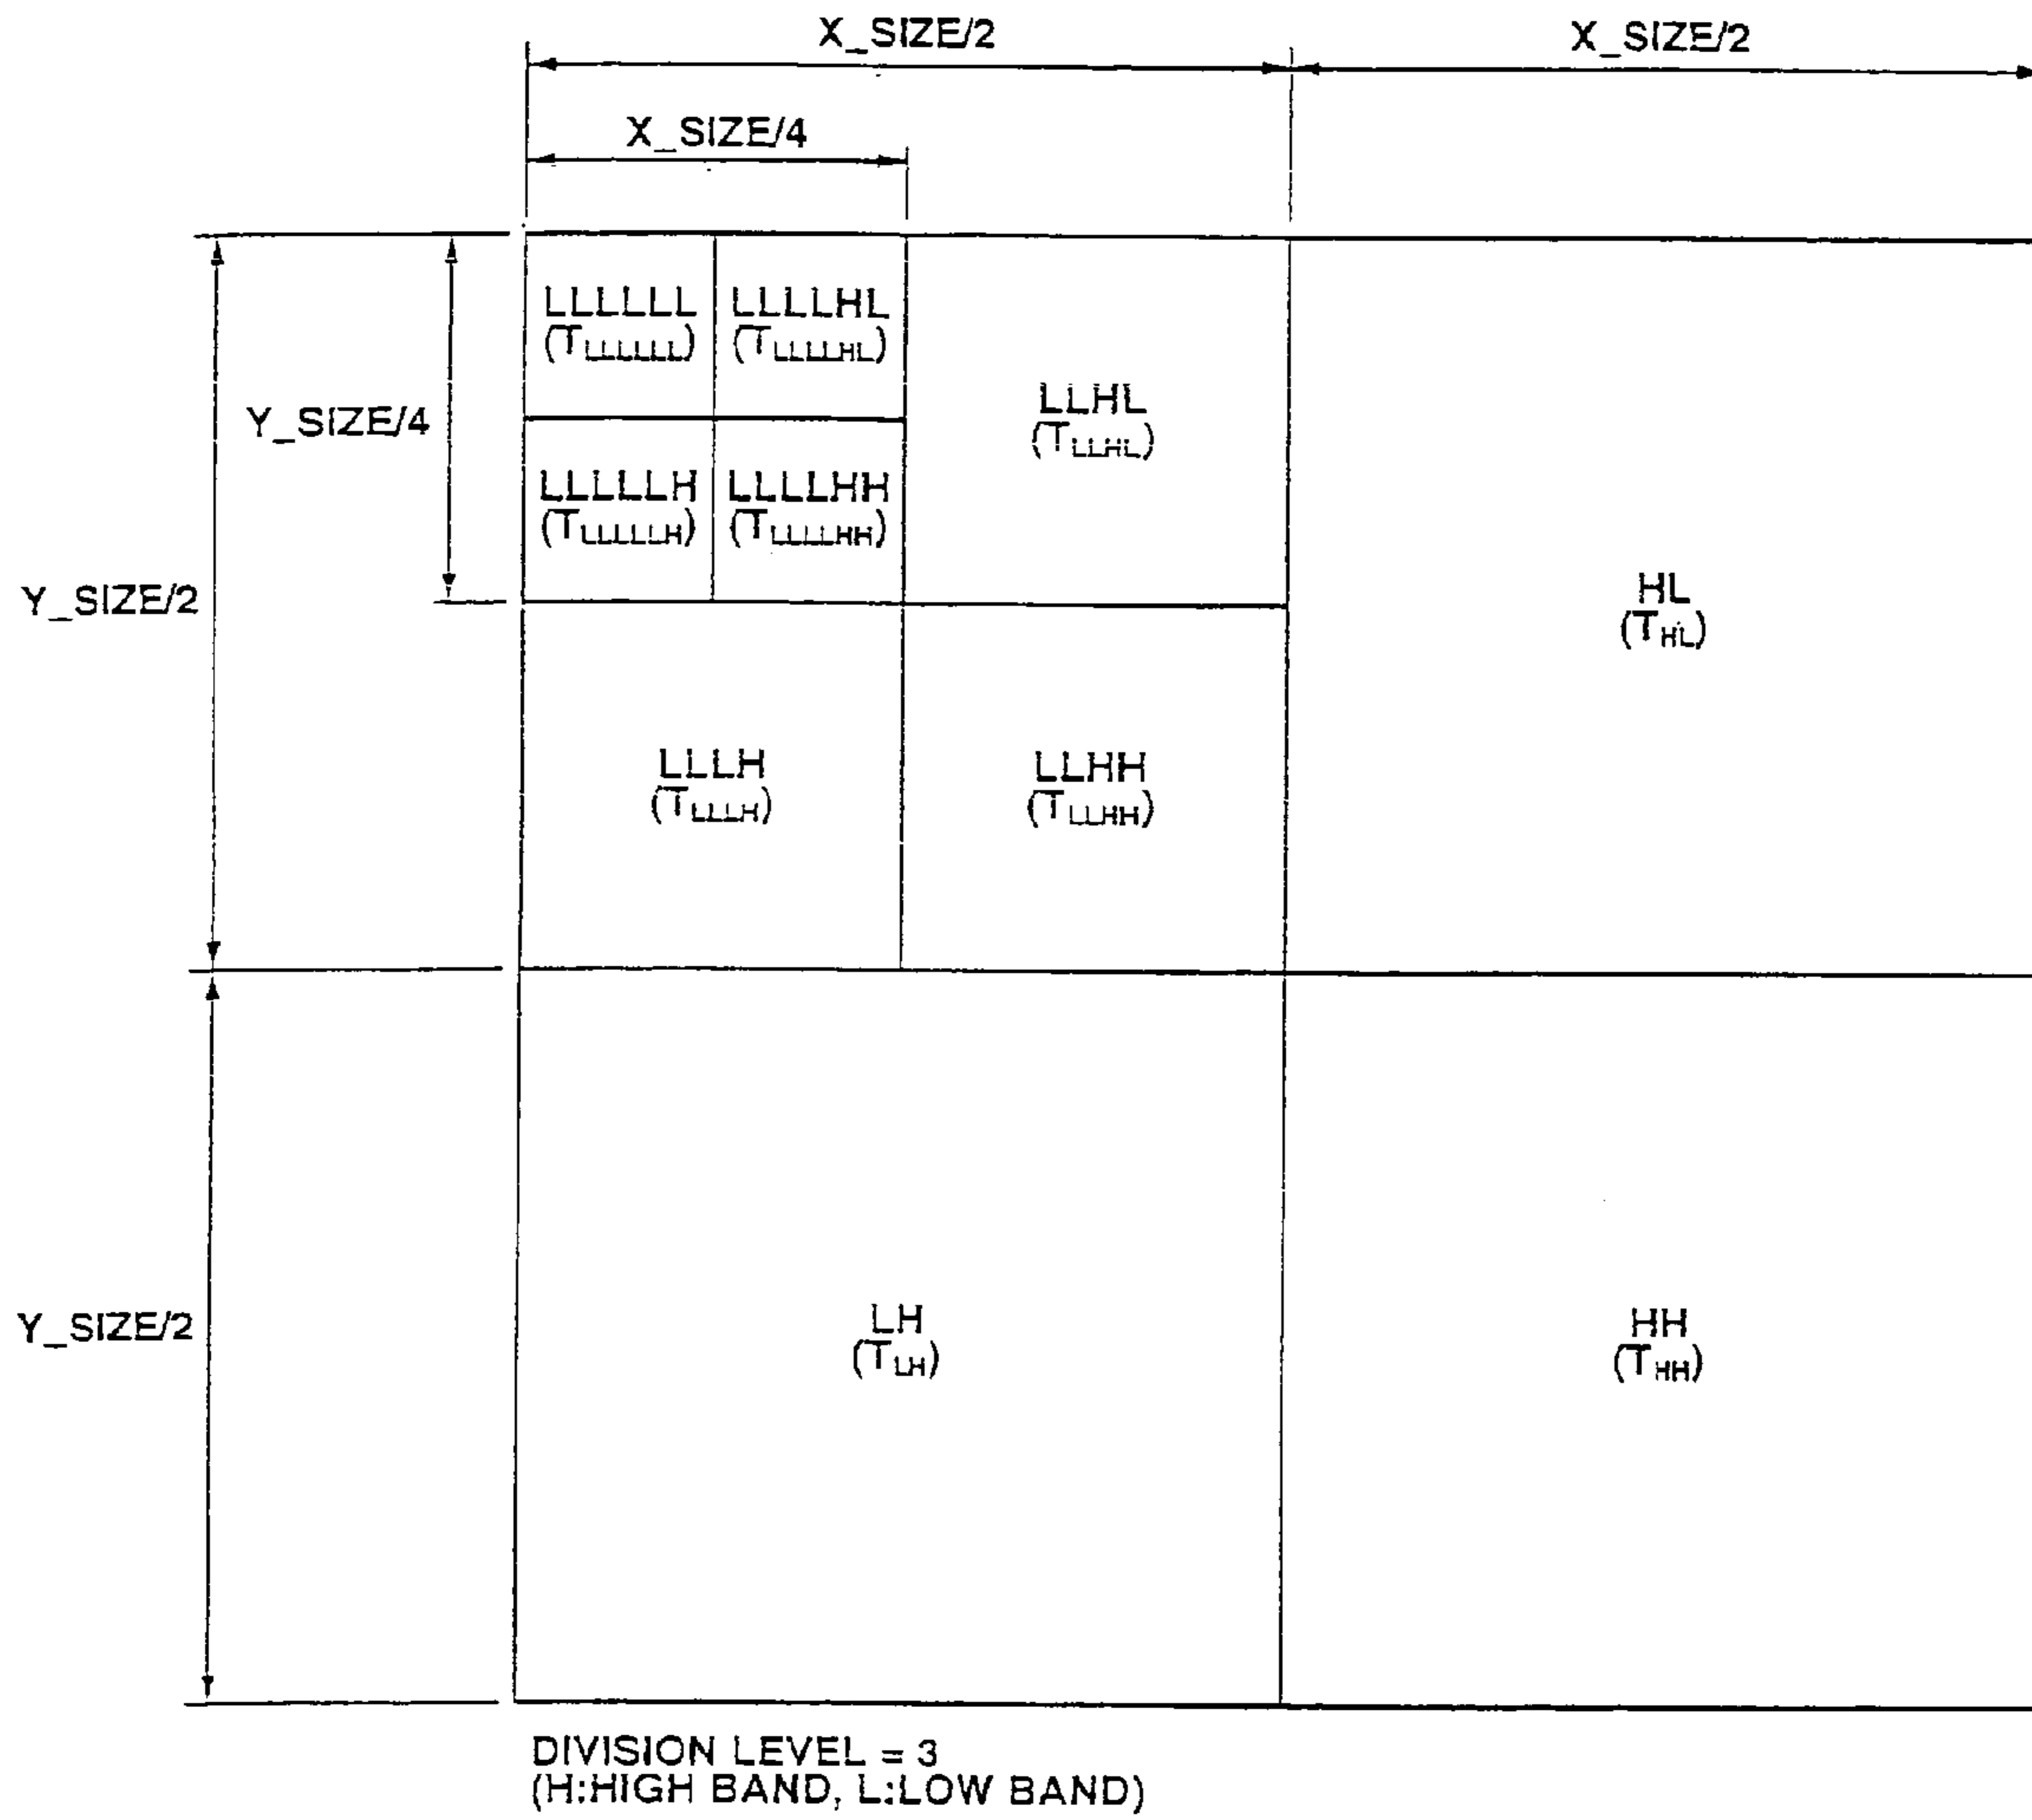 X_SIZE/2 X_SIZE/2
X_SIZE/4
LLLLLL LLLLHL
(TLLLLLL) (TLLLLHL)
LLHL
(TLLHL)
Y_SIZE/4
LLLLLH LLLLHH
(TLLLLLH) (TLLLLHH)
Y_SIZE/2
HL
(THL)
LLLH LLHH
(TLLLH) (TLLHH)
Y_SIZE/2
LH HH
(TLH) (THH)
DIVISION LEVEL = 3
(H:HIGH BAND, L:LOW BAND)